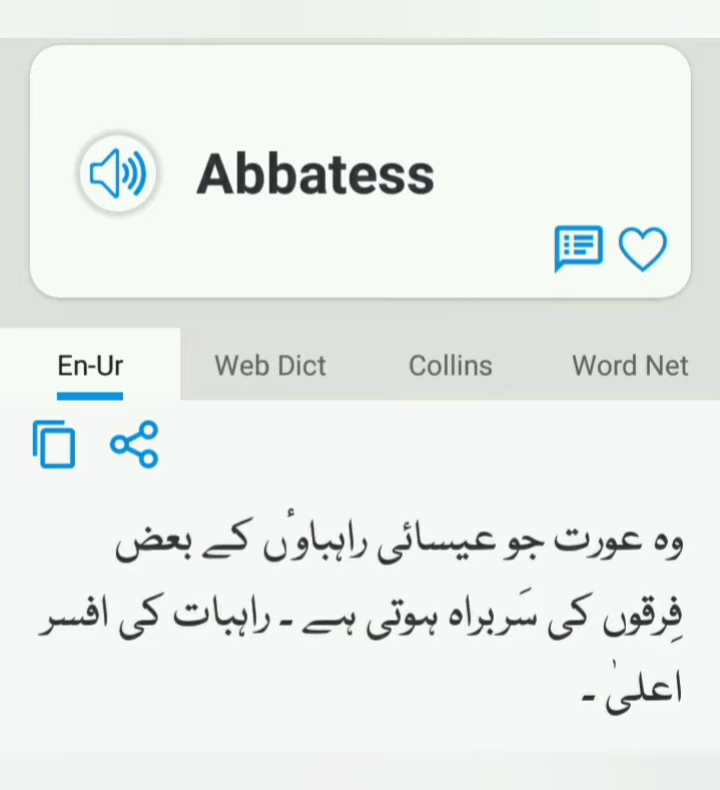 Abbatess
En-Ur Web Dict Collins Word Net
وہ عورت جو عیسائی راہباوٴں کے بعض
فِرقوں کی سَربراہ ہوتی ہے ۔ راہبات کی افسر
اعلیٰ ۔